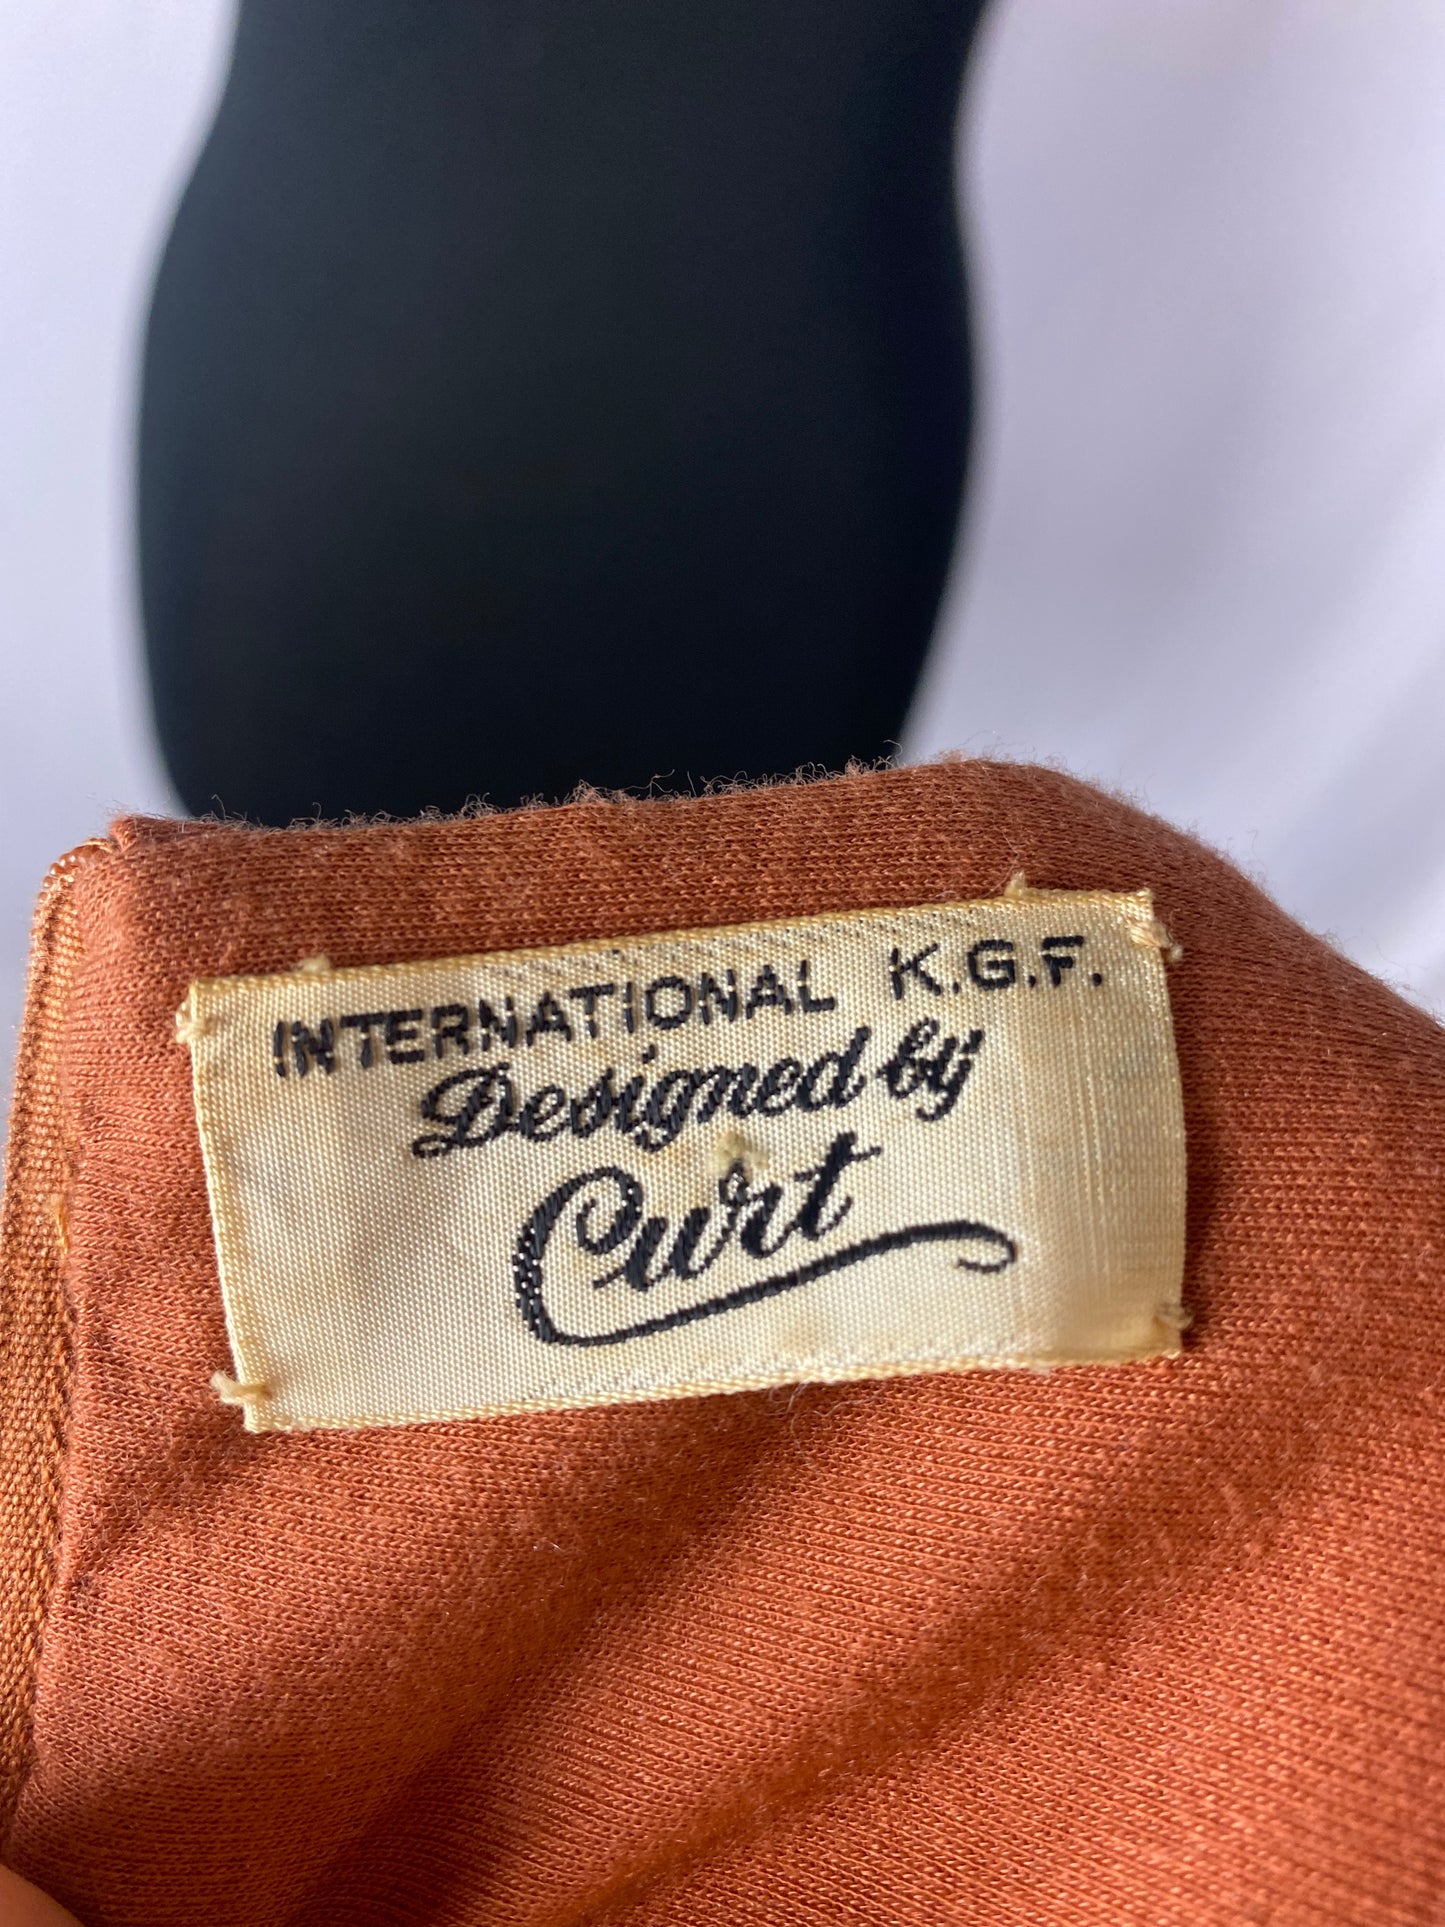 INTERNATIONAL K.G.F.
Designed by
Curt